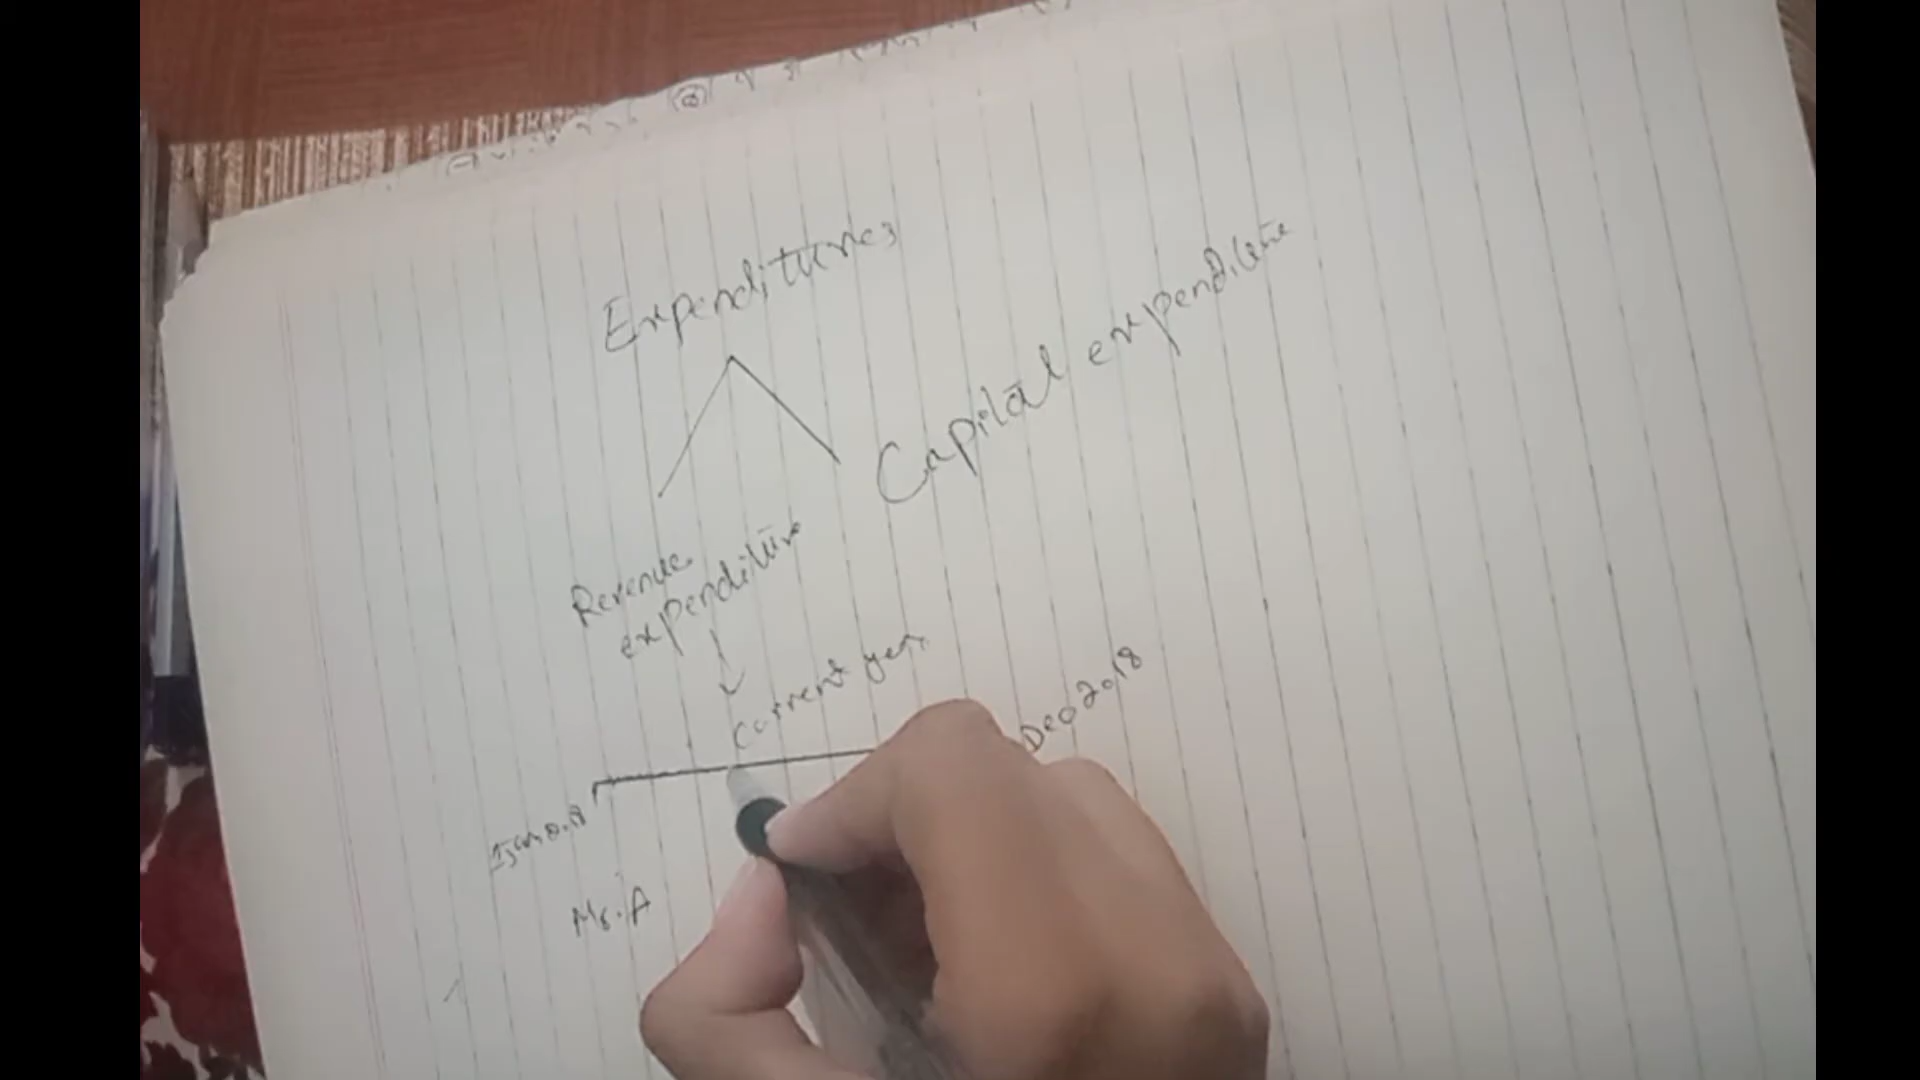 Expenditures
Capital expenditure
Revenue
expenditure
Current year
Dec 2018
Mr. A